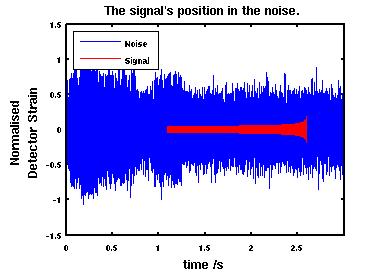 The signal's position in the noise.
1.5
1
0.5
0
-0.5
-1
-1.5
Noise
Signal
Normalised
Detector Strain
0 0.5 1 1.5 2 2.5
time /s